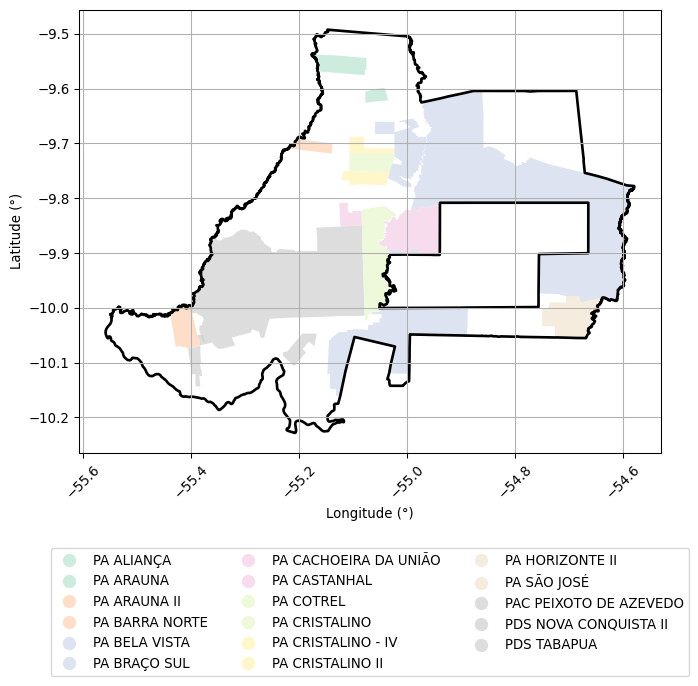 −9.5
−9.6
−9.7
−9.8
−9.9
−10.0
−10.1
−10.2
Latitude (°)
−55.6
−55.4
−55.2
−55.0
−54.8
−54.6
Longitude (°)
PA ALIANÇA
PA ARAUNA
PA ARAUNA II
PA BARRA NORTE
PA BELA VISTA
PA BRAÇO SUL
PA CACHOEIRA DA UNIÃO
PA CASTANHAL
PA COTREL
PA CRISTALINO
PA CRISTALINO - IV
PA CRISTALINO II
PA HORIZONTE II
PA SÃO JOSÉ
PAC PEIXOTO DE AZEVEDO
PDS NOVA CONQUISTA II
PDS TABAPUA